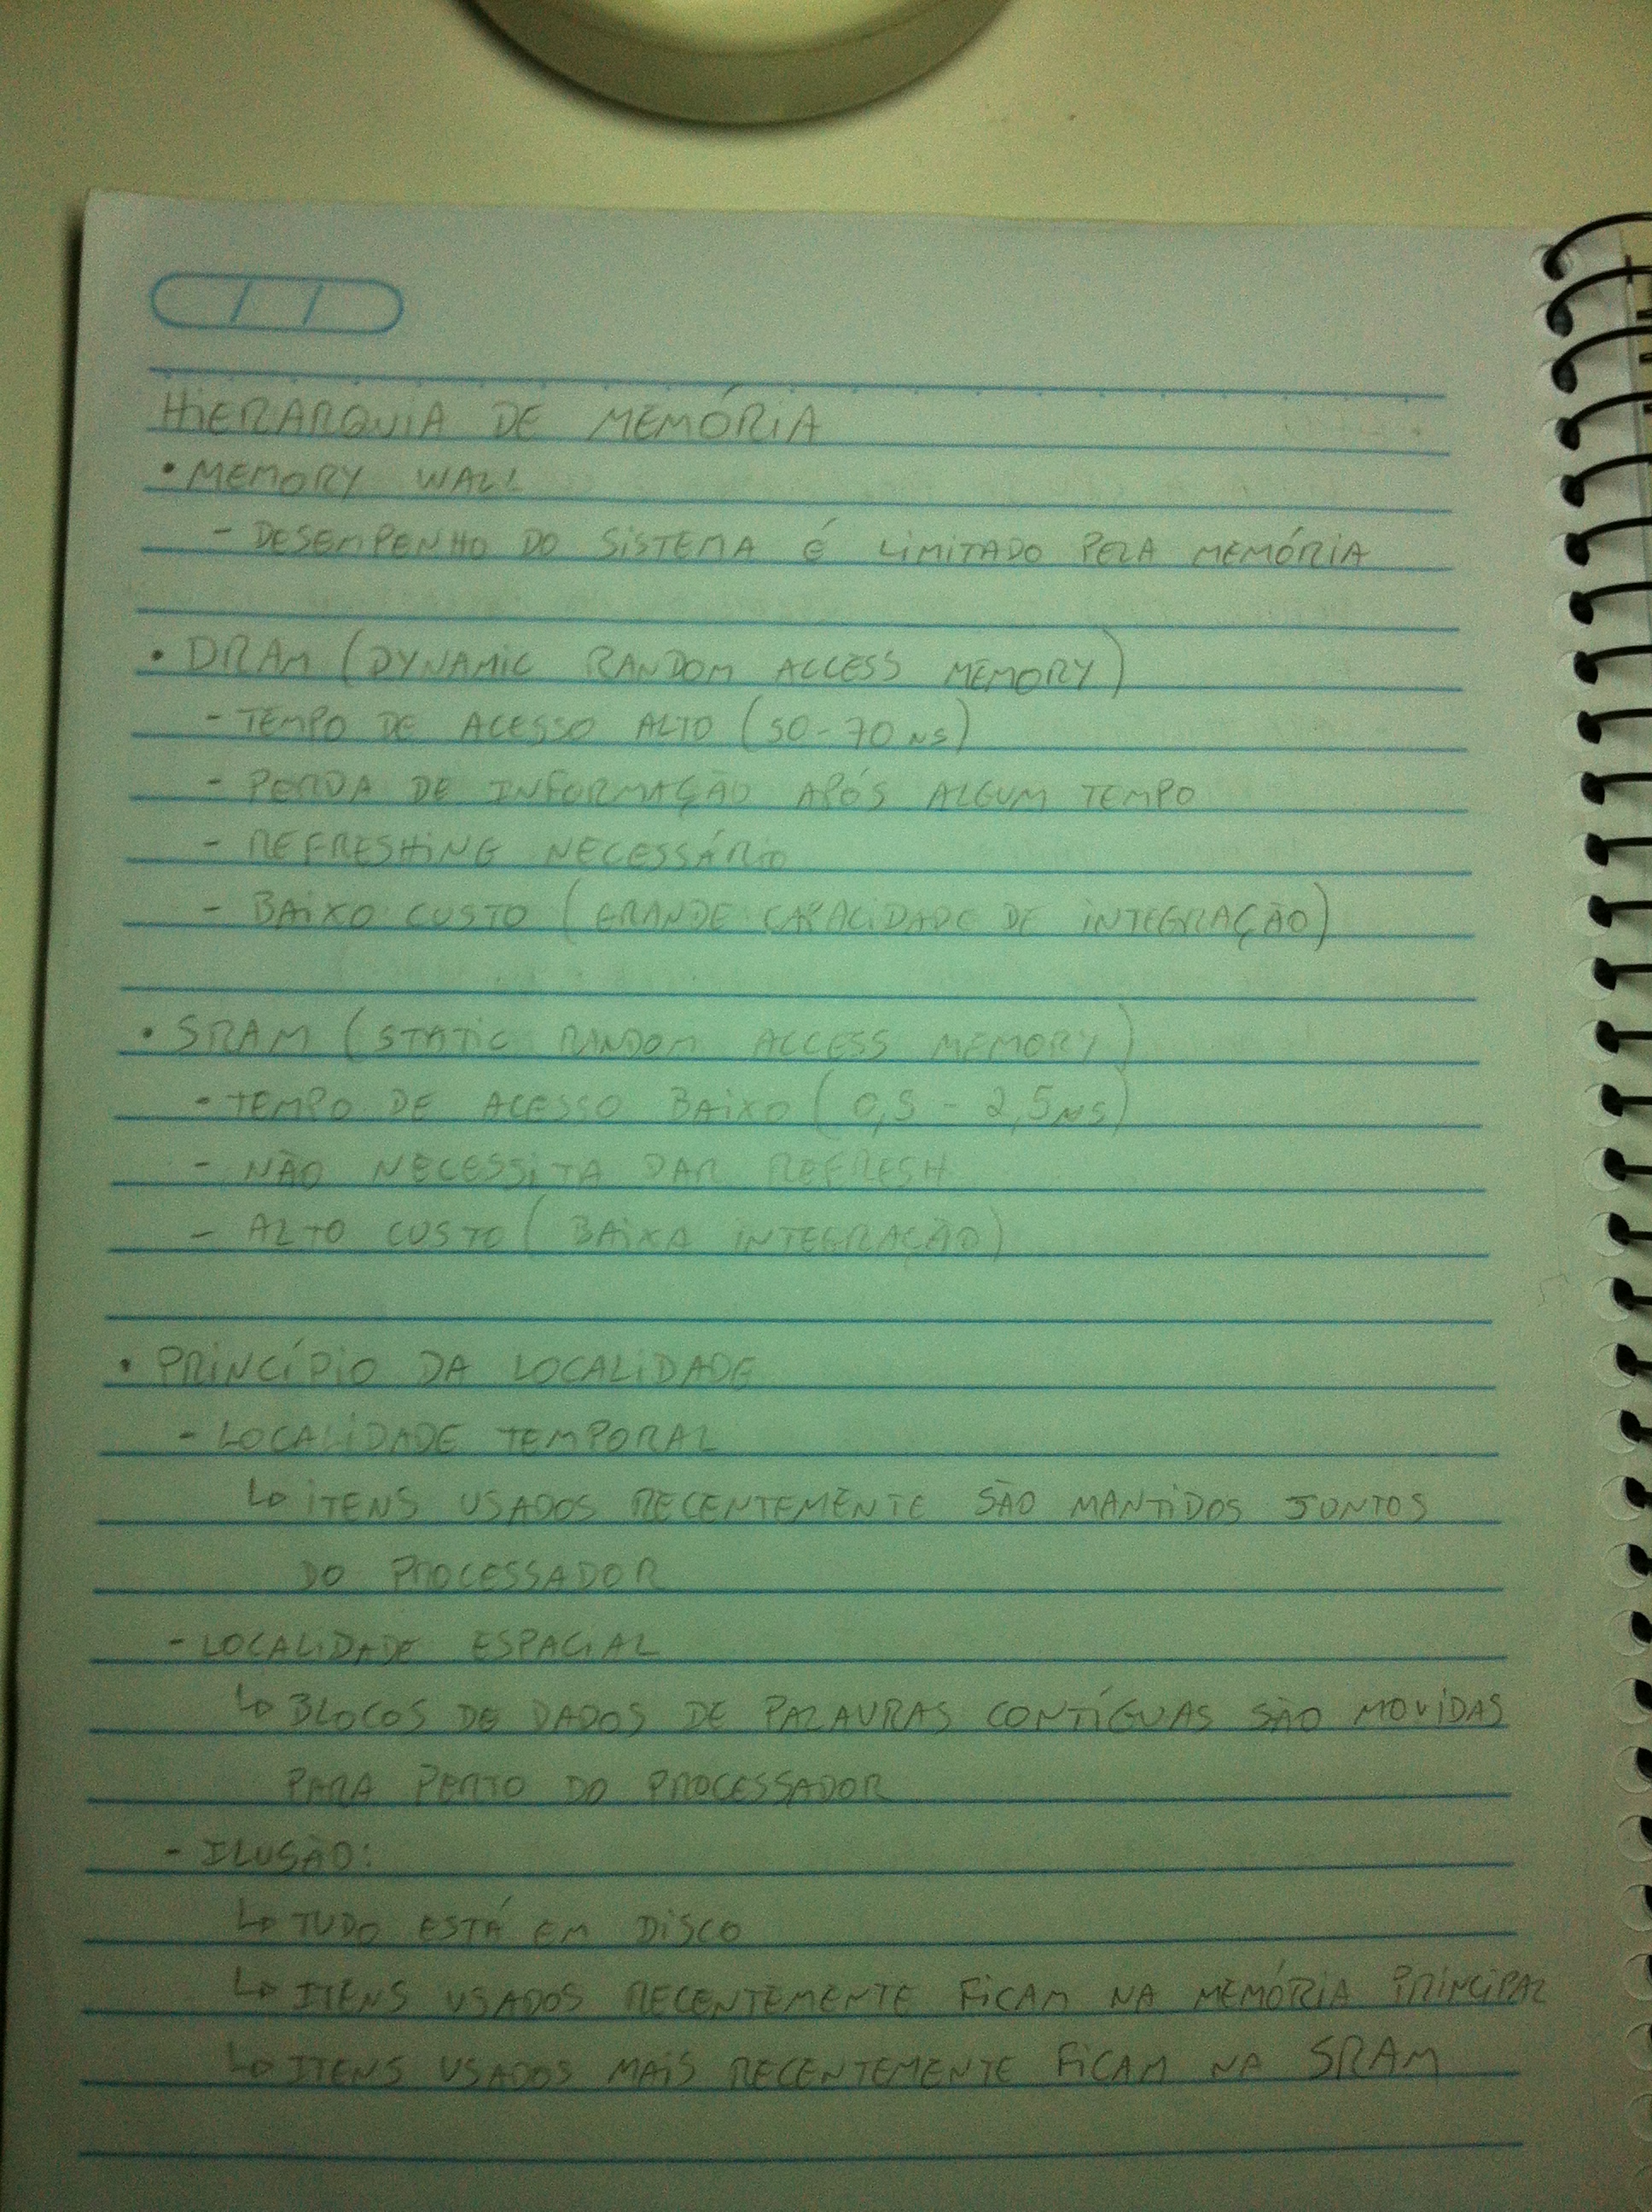 HIERARQUIA DE MEMÓRIA
• MEMORY WALL
- DESEMPENHO DO SISTEMA É LIMITADO PELA MEMÓRIA
• DRAM (DYNAMIC RANDOM ACCESS MEMORY)
- TEMPO DE ACESSO ALTO (50-70 ns)
- PERDA DE INFORMAÇÃO APÓS ALGUM TEMPO
- REFRESHING NECESSÁRIO
- BAIXO CUSTO (GRANDE CAPACIDADE DE INTEGRAÇÃO)
• SRAM (STATIC RANDOM ACCESS MEMORY)
- TEMPO DE ACESSO BAIXO (0,5 - 2,5 ns)
- NÃO NECESSITA DAR REFRESH
- ALTO CUSTO (BAIXA INTEGRAÇÃO)
• PRINCÍPIO DA LOCALIDADE
- LOCALIDADE TEMPORAL
↳ ITENS USADOS RECENTEMENTE SÃO MANTIDOS JUNTOS
DO PROCESSADOR
- LOCALIDADE ESPACIAL
↳ BLOCOS DE DADOS DE PALAVRAS CONTÍGUAS SÃO MOVIDAS
PARA PERTO DO PROCESSADOR
- ILUSÃO:
↳ TUDO ESTÁ EM DISCO
↳ ITENS USADOS RECENTEMENTE FICAM NA MEMÓRIA PRINCIPAL
↳ ITENS USADOS MAIS RECENTEMENTE FICAM NA SRAM